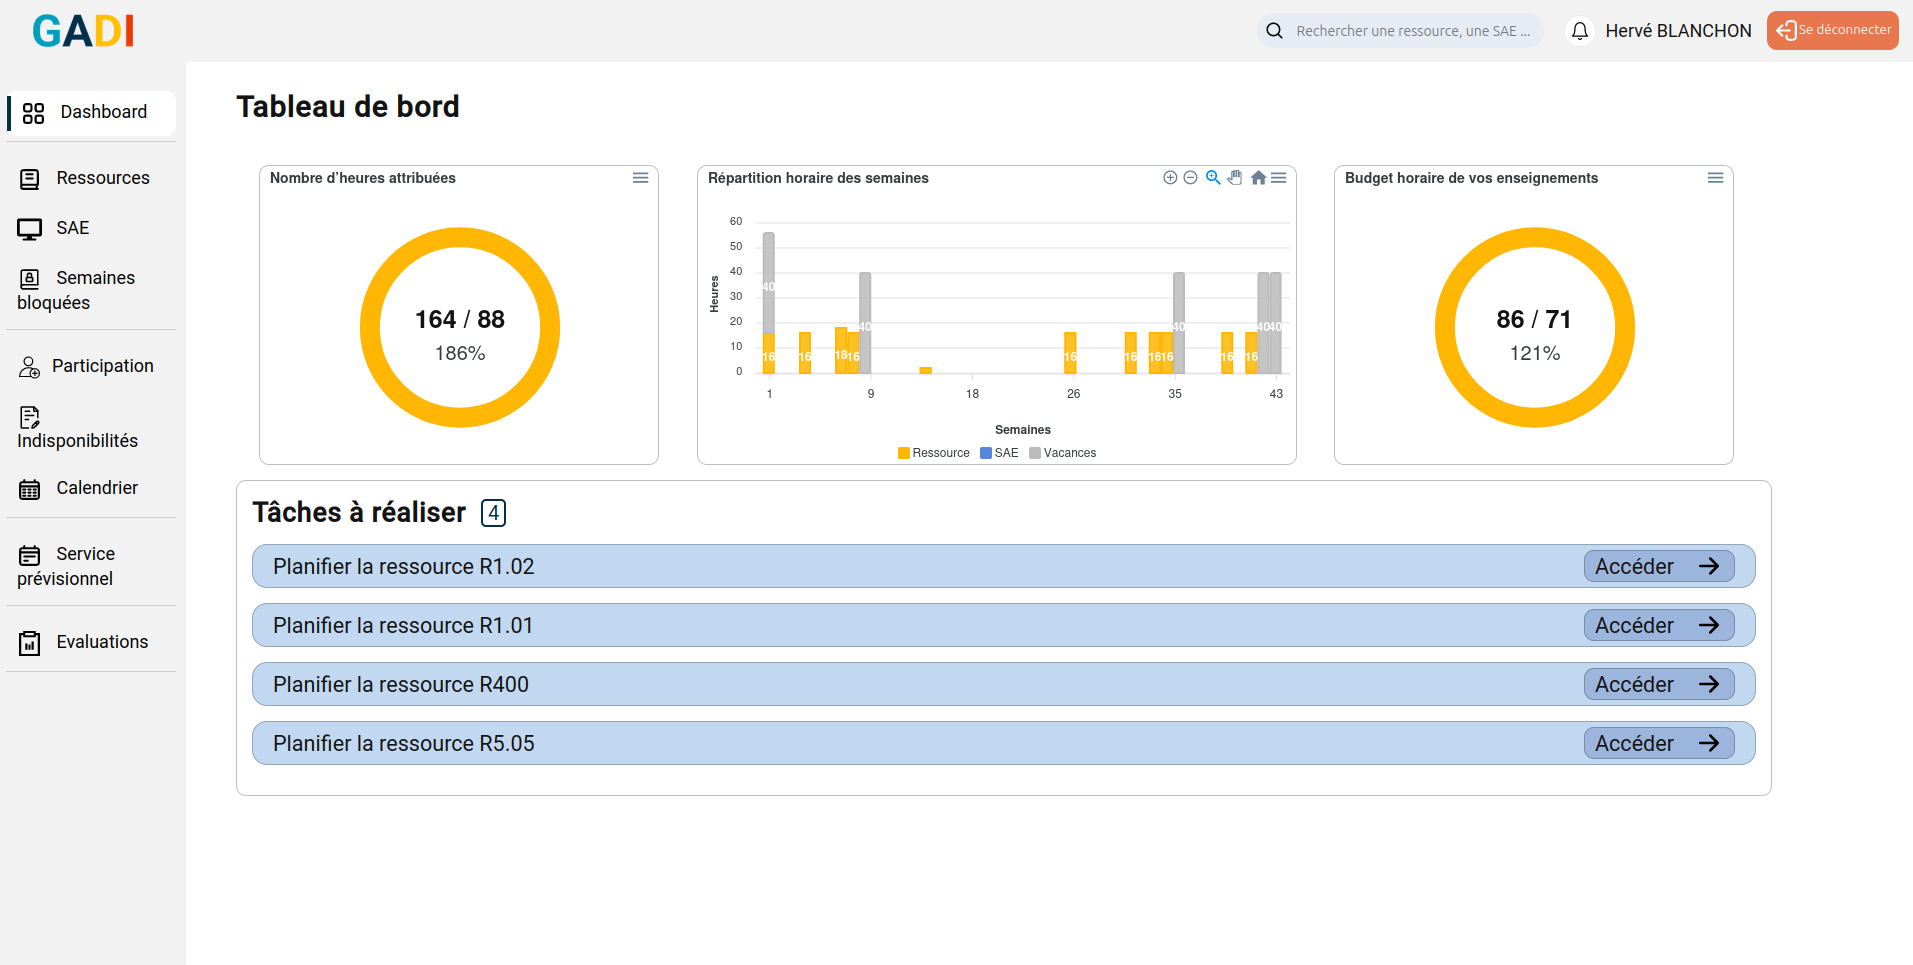 GADI
Rechercher une ressource, une SAE ...
Hervé BLANCHON
Se déconnecter
Dashboard
Ressources
SAE
Semaines
bloquées
Participation
Indisponibilités
Calendrier
Service
prévisionnel
Evaluations
Tableau de bord
Nombre d'heures attribuées
164 / 88
186%
Répartition horaire des semaines
Heures
60
50
40
30
20
10
0
40
16
16
18
16
40
16
16
16
16
40
16
16
40
40
1
9
18
26
35
43
Semaines
Ressource
SAE
Vacances
Budget horaire de vos enseignements
86 / 71
121%
Tâches à réaliser 4
Planifier la ressource R1.02
Accéder
Planifier la ressource R1.01
Accéder
Planifier la ressource R400
Accéder
Planifier la ressource R5.05
Accéder